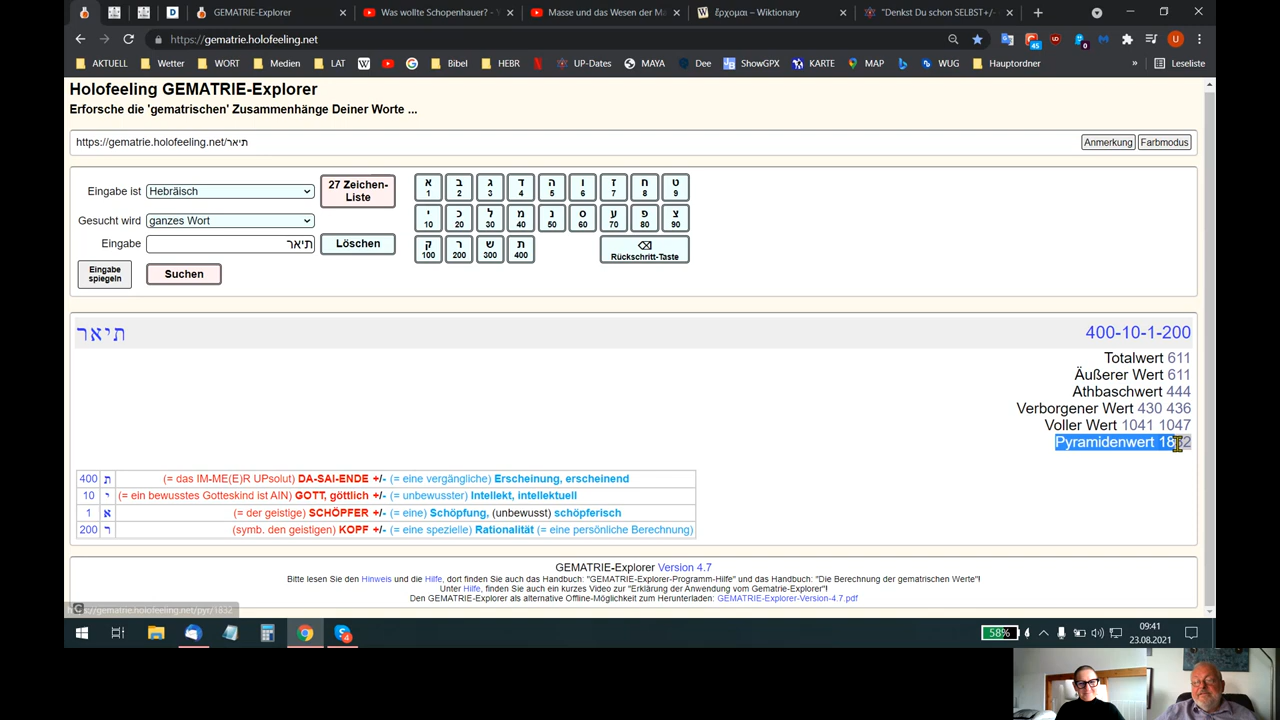 GEMATRIE-Explorer
Was wollte Schopenhauer? - Y
Masse und das Wesen der Ma
ἔρχομαι – Wiktionary
"Denkst Du schon SELBST+/-
https://gematrie.holofeeling.net
AKTUELL Wetter WORT Medien LAT Bibel HEBR UP-Dates MAYA Dee ShowGPX KARTE MAP WUG Hauptordner » Leseliste
Holofeeling GEMATRIE-Explorer
Erforsche die 'gematrischen' Zusammenhänge Deiner Worte ...
https://gematrie.holofeeling.net/תיאר
Anmerkung Farbmodus
Eingabe ist Hebräisch
27 Zeichen-
Liste
Gesucht wird ganzes Wort
Eingabe תיאר Löschen
Eingabe
spiegeln
Suchen
א ב ג ד ה ו ז ח ט
1 2 3 4 5 6 7 8 9
י כ ל מ נ ס ע פ צ
10 20 30 40 50 60 70 80 90
ק ר ש ת
100 200 300 400
Rückschritt-Taste
תיאר 400-10-1-200
Totalwert 611
Äußerer Wert 611
Athbaschwert 444
Verborgener Wert 430 436
Voller Wert 1041 1047
Pyramidenwert 1832
400 ת (= das IM-ME(E)R UPsolut) DA-SAI-ENDE +/- (= eine vergängliche) Erscheinung, erscheinend
10 י (= ein bewusstes Gotteskind ist AIN) GOTT, göttlich +/- (= unbewusster) Intellekt, intellektuell
1 א (= der geistige) SCHÖPFER +/- (= eine) Schöpfung, (unbewusst) schöpferisch
200 ר (symb. den geistigen) KOPF +/- (= eine spezielle) Rationalität (= eine persönliche Berechnung)
GEMATRIE-Explorer Version 4.7
Bitte lesen Sie den Hinweis und die Hilfe, dort finden Sie auch das Handbuch: "GEMATRIE-Explorer-Programm-Hilfe" und das Handbuch: "Die Berechnung der gematrischen Werte"!
Unter Hilfe, finden Sie auch ein kurzes Video zur "Erklärung der Anwendung vom Gematrie-Explorer"!
Den GEMATRIE-Explorer als alternative Offline-Möglichkeit zum Herunterladen: GEMATRIE-Explorer-Version-4.7.pdf
gematrie.holofeeling.net/pyr/1832
58%
09:41
23.08.2021